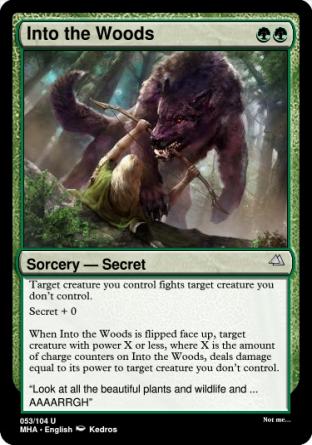 Into the Woods
Sorcery — Secret
Target creature you control fights target creature you
don't control.
Secret + 0
When Into the Woods is flipped face up, target
creature with power X or less, where X is the
amount of charge counters on Into the Woods, deals damage
equal to its power to target creature you don't control.
“Look at all the beautiful plants and wildlife and ...
AAAARRGH”
053/104 U
Not me...
MHA • English Kedros